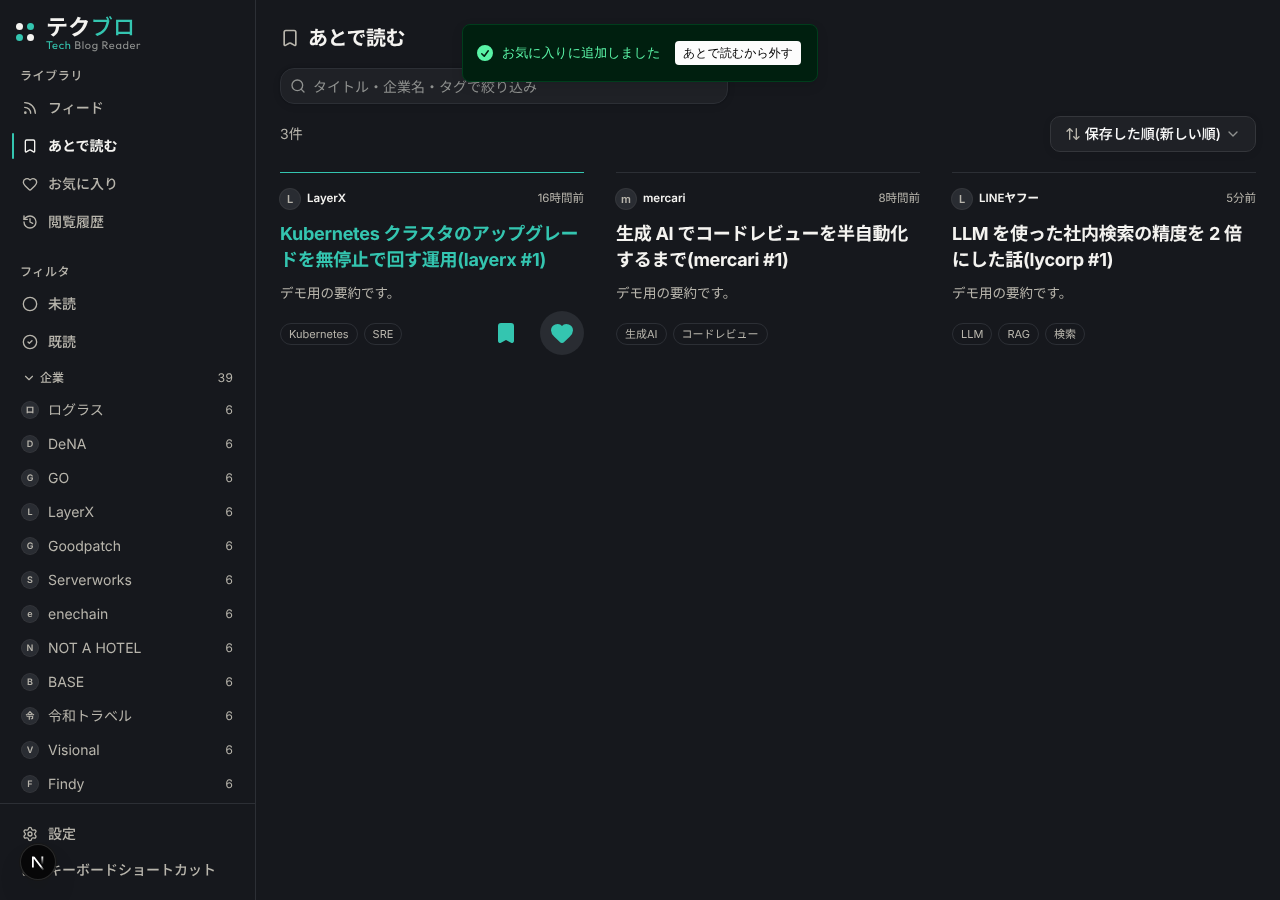 テクブロ
Tech Blog Reader
ライブラリ
フィード
あとで読む
お気に入り
閲覧履歴
フィルタ
未読
既読
企業 39
ロ ログラス 6
D DeNA 6
G GO 6
L LayerX 6
G Goodpatch 6
S Serverworks 6
e enechain 6
N NOT A HOTEL 6
B BASE 6
令 令和トラベル 6
V Visional 6
F Findy 6
設定
N
キーボードショートカット
あとで読む
お気に入りに追加しました あとで読むから外す
タイトル・企業名・タグで絞り込み
3件
保存した順(新しい順)
L LayerX 16時間前
Kubernetes クラスタのアップグレー
ドを無停止で回す運用(layerx #1)
デモ用の要約です。
Kubernetes SRE
m mercari 8時間前
生成 AI でコードレビューを半自動化
するまで(mercari #1)
デモ用の要約です。
生成AI コードレビュー
L LINEヤフー 5分前
LLM を使った社内検索の精度を 2 倍
にした話(lycorp #1)
デモ用の要約です。
LLM RAG 検索